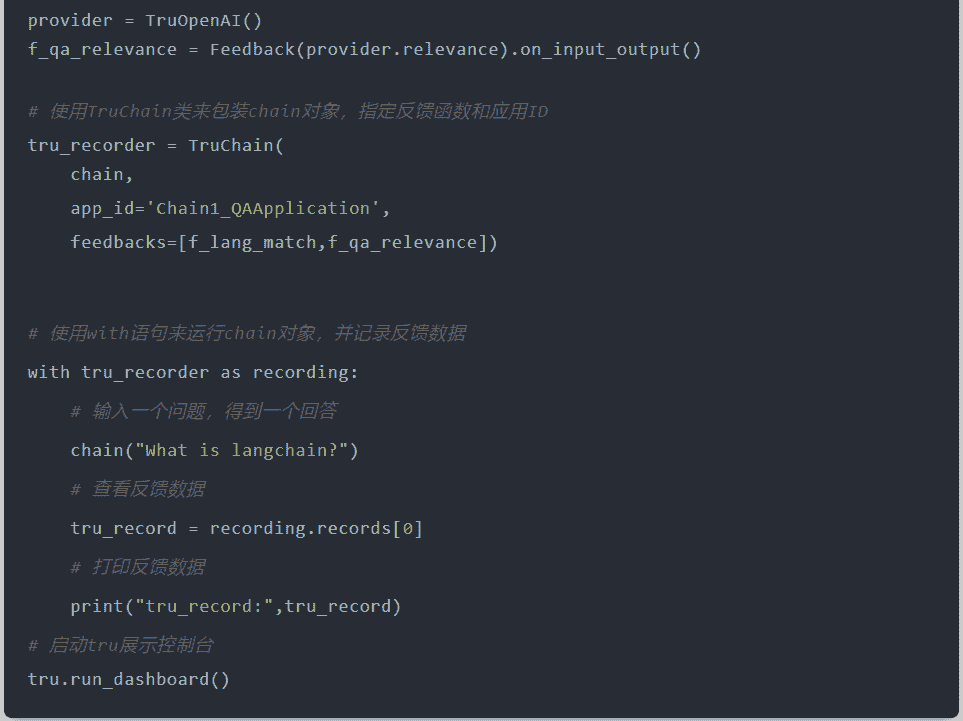 provider = TruOpenAI()
f_qa_relevance = Feedback(provider.relevance).on_input_output()
# 使用TruChain类来包装chain对象，指定反馈函数和应用ID
tru_recorder = TruChain(
    chain,
    app_id='Chain1_QAApplication',
    feedbacks=[f_lang_match,f_qa_relevance])
# 使用with语句来运行chain对象，并记录反馈数据
with tru_recorder as recording:
    # 输入一个问题，得到一个回答
    chain("What is langchain?")
    # 查看反馈数据
    tru_record = recording.records[0]
    # 打印反馈数据
    print("tru_record:",tru_record)
# 启动tru展示控制台
tru.run_dashboard()